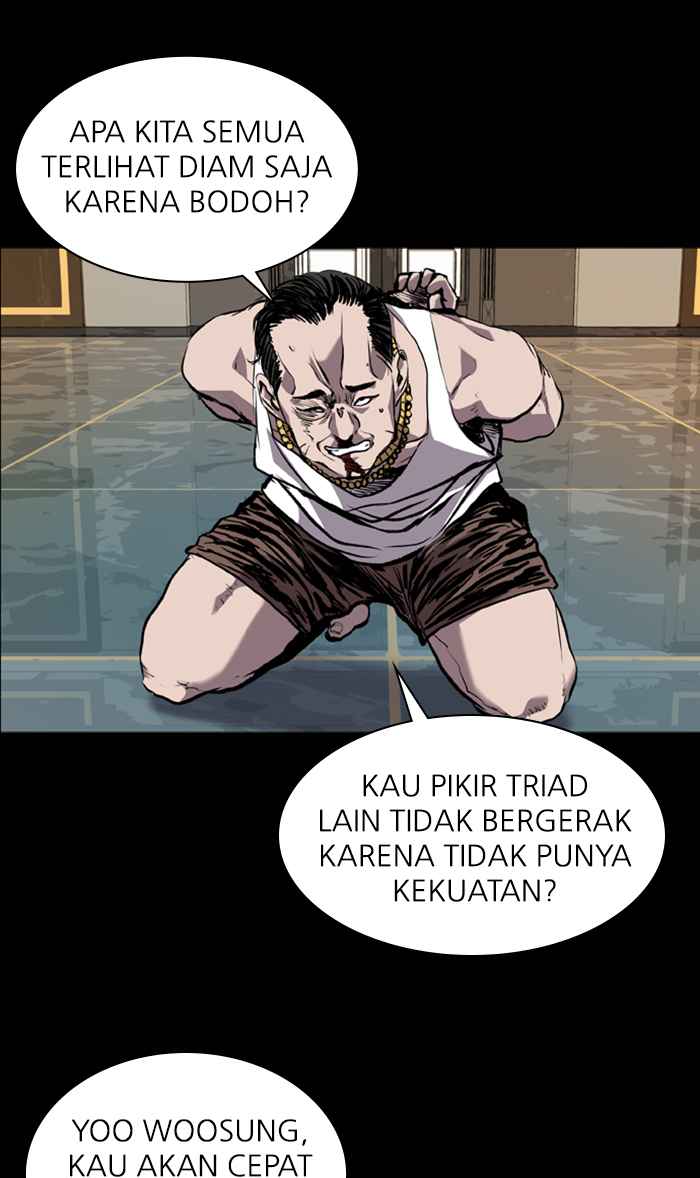 APA KITA SEMUA
TERLIHAT DIAM SAJA
KARENA BODOH?
KAU PIKIR TRIAD
LAIN TIDAK BERGERAK
KARENA TIDAK PUNYA
KEKUATAN?
YOO WOOSUNG,
KAU AKAN CEPAT